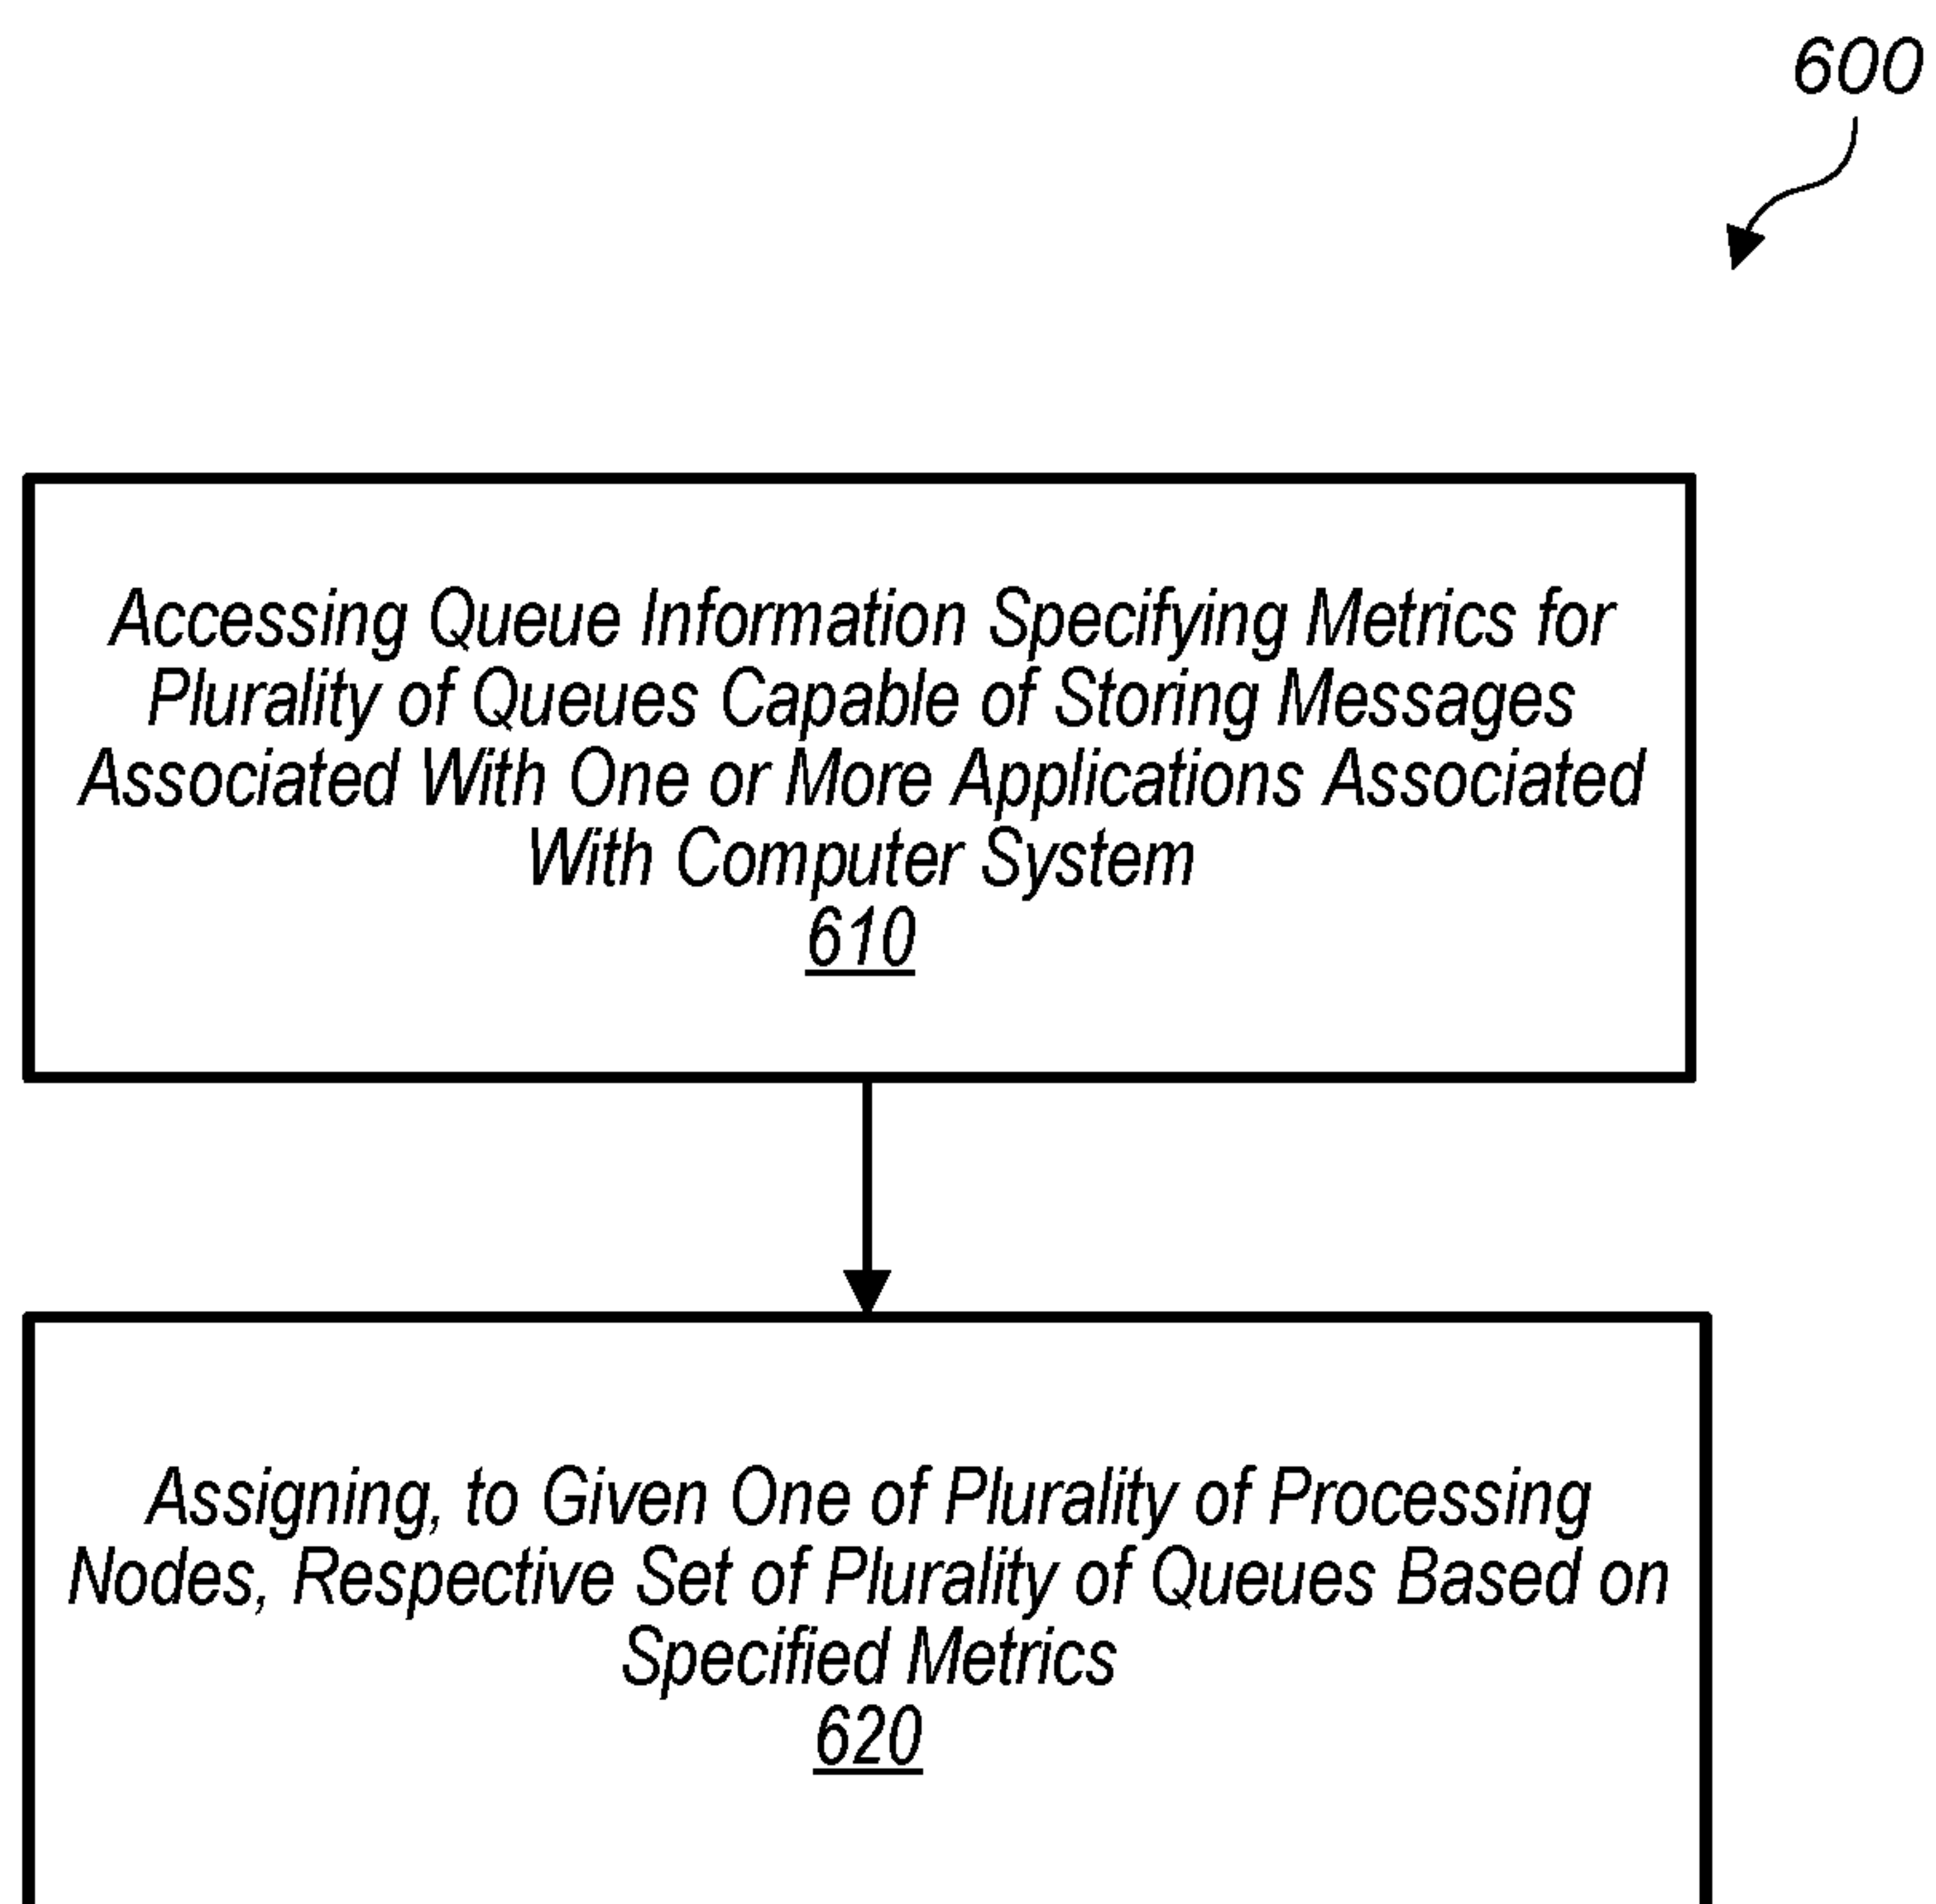 600
Accessing Queue Information Specifying Metrics for
Plurality of Queues Capable of Storing Messages
Associated With One or More Applications Associated
With Computer System
610
Assigning, to Given One of Plurality of Processing
Nodes, Respective Set of Plurality of Queues Based on
Specified Metrics
620